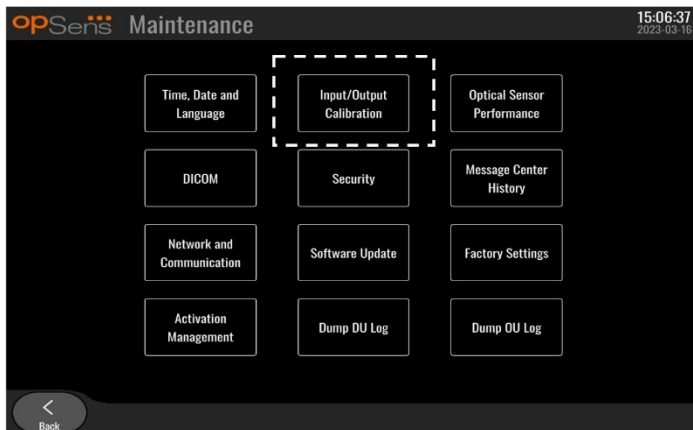 opSens Maintenance
15:06:37
2023-03-16
Time, Date and
Language
Input/Output
Calibration
Optical Sensor
Performance
DICOM
Security
Message Center
History
Network and
Communication
Software Update
Factory Settings
Activation
Management
Dump DU Log
Dump OU Log
Back